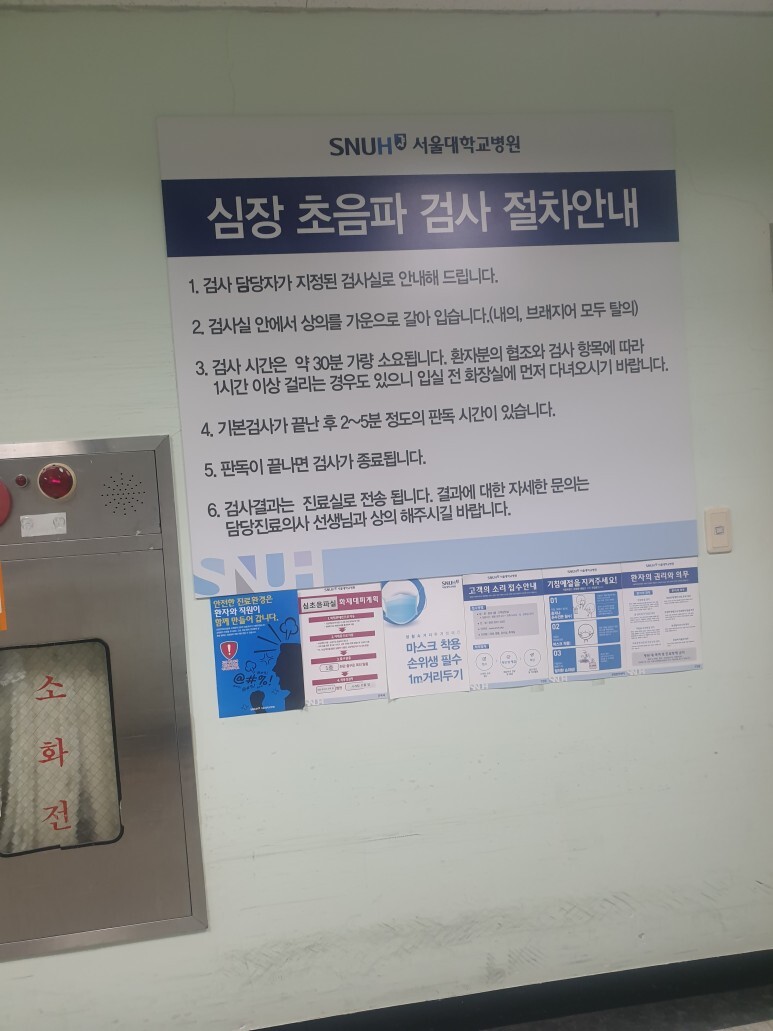 SNUH 서울대학교병원
심장 초음파 검사 절차안내
1. 검사 담당자가 지정된 검사실로 안내해 드립니다.
2. 검사실 안에서 상의를 가운으로 갈아 입습니다.(내의, 브래지어 모두 탈의)
3. 검사 시간은 약 30분 가량 소요됩니다. 환자분의 협조와 검사 항목에 따라
1시간 이상 걸리는 경우도 있으니 입실 전 화장실에 먼저 다녀오시기 바랍니다.
4. 기본검사가 끝난 후 2~5분 정도의 판독 시간이 있습니다.
5. 판독이 끝나면 검사가 종료됩니다.
6. 검사결과는 진료실로 전송 됩니다. 결과에 대한 자세한 문의는
담당진료의사 선생님과 상의 해주시길 바랍니다.
SNUH
안전한 진료환경은
환자와 직원이
함께 만들어 갑니다.
@#%!
심초음파실 화재대피계획
마스크 착용
손위생 필수
1m거리두기
고객의 소리 접수안내
기침예절을 지켜주세요!
01
02
03
환자의 권리와 의무
소
화
전